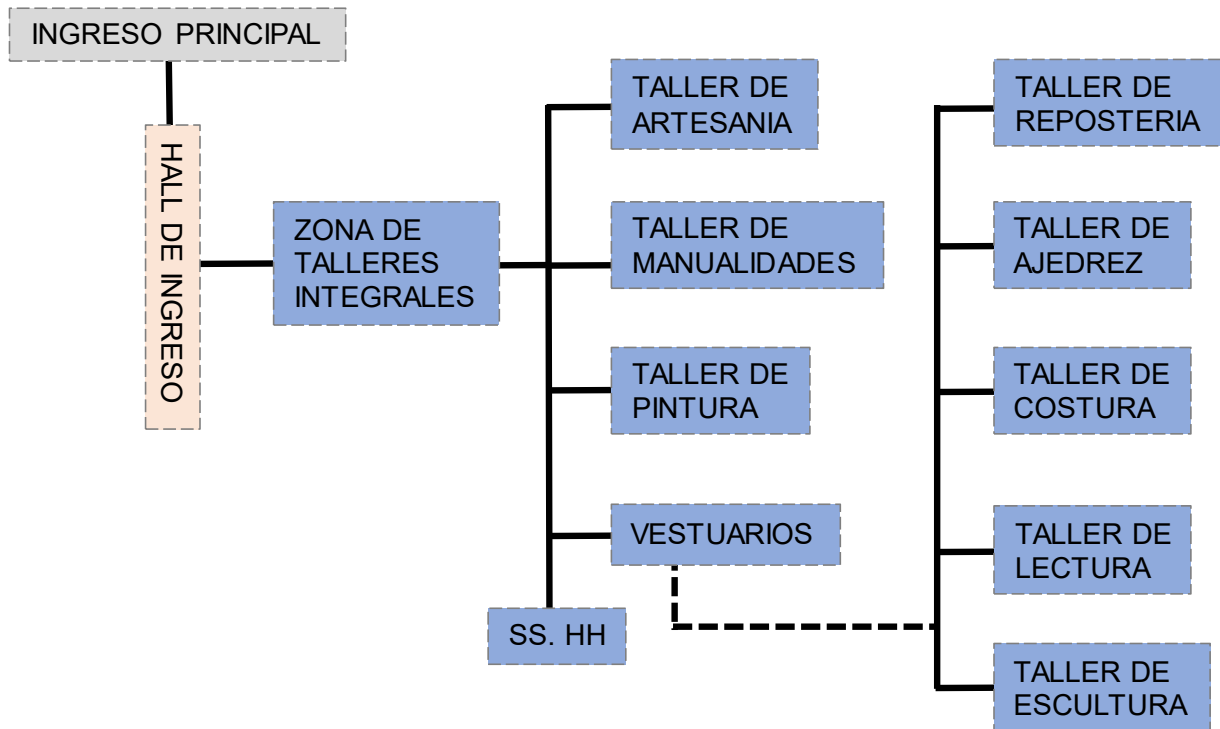 INGRESO PRINCIPAL
HALL DE INGRESO
ZONA DE
TALLERES
INTEGRALES
TALLER DE
ARTESANIA
TALLER DE
MANUALIDADES
TALLER DE
PINTURA
VESTUARIOS
SS. HH
TALLER DE
REPOSTERIA
TALLER DE
AJEDREZ
TALLER DE
COSTURA
TALLER DE
LECTURA
TALLER DE
ESCULTURA